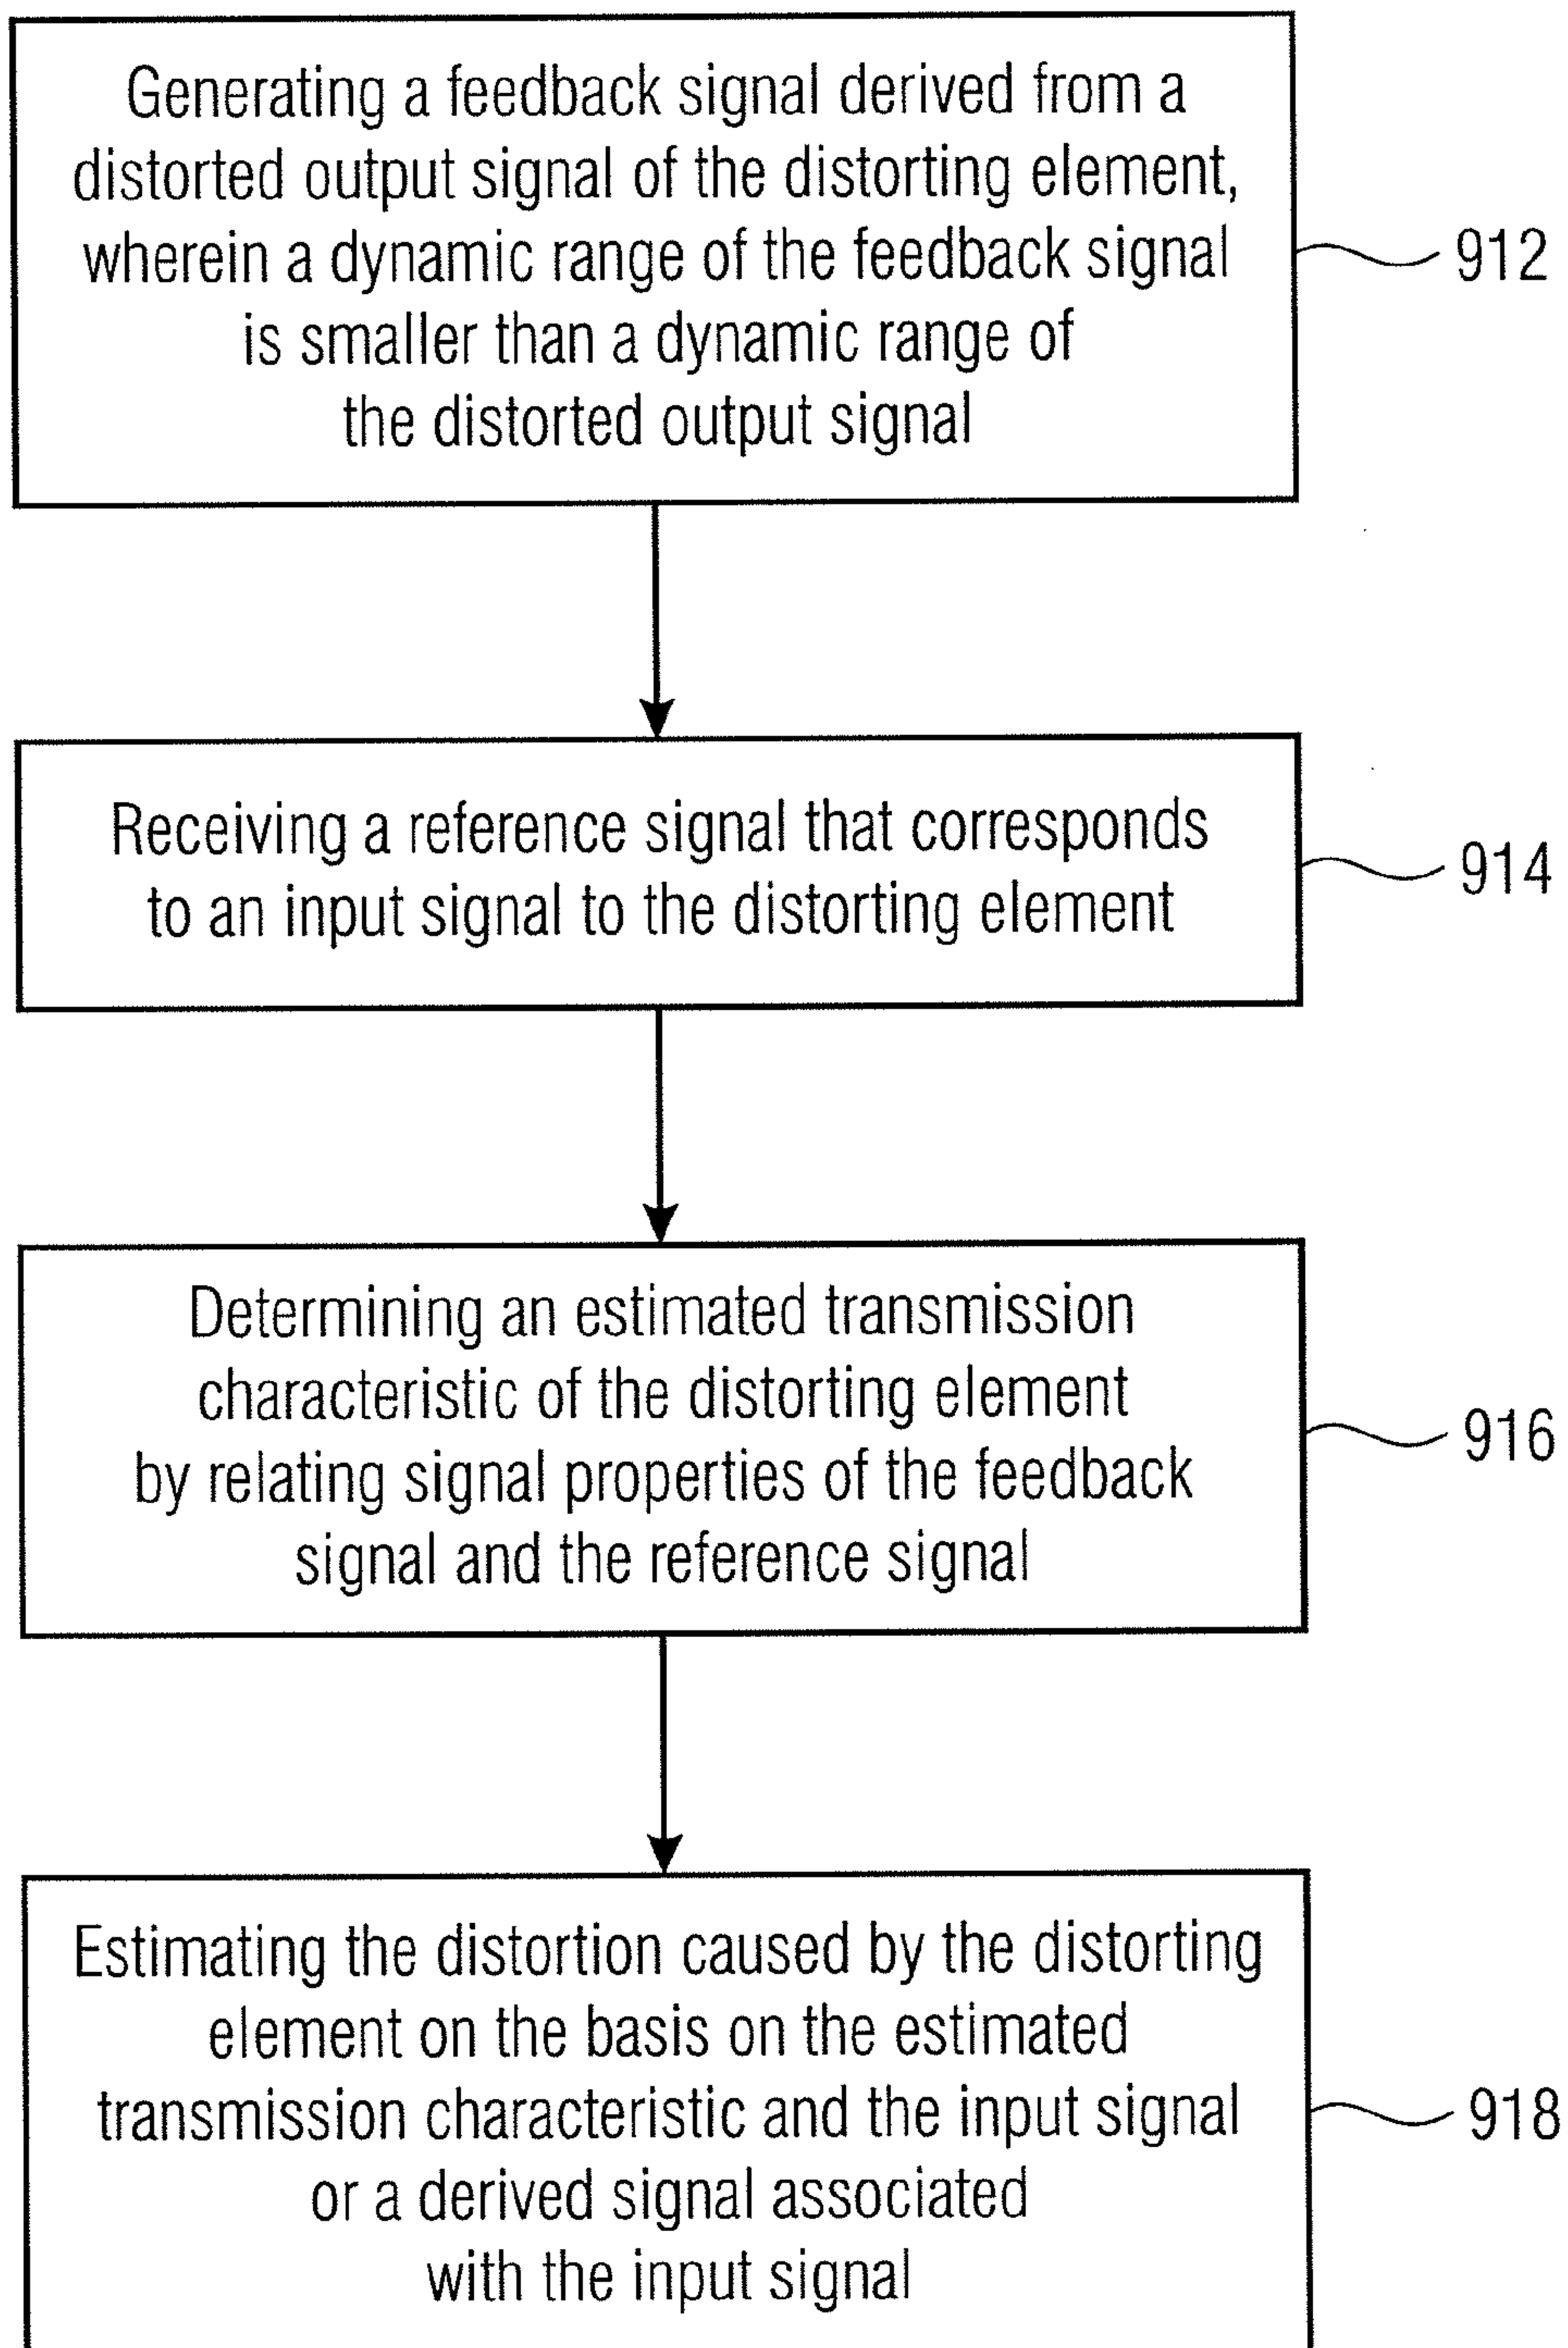 Generating a feedback signal derived from a
distorted output signal of the distorting element,
wherein a dynamic range of the feedback signal
is smaller than a dynamic range of
the distorted output signal
912
Receiving a reference signal that corresponds
to an input signal to the distorting element
914
Determining an estimated transmission
characteristic of the distorting element
by relating signal properties of the feedback
signal and the reference signal
916
Estimating the distortion caused by the distorting
element on the basis on the estimated
transmission characteristic and the input signal
or a derived signal associated
with the input signal
918